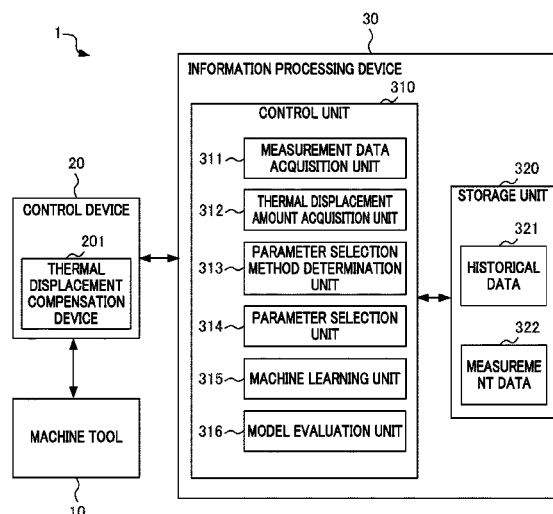 1
30
INFORMATION PROCESSING DEVICE
310
CONTROL UNIT
311
MEASUREMENT DATA
ACQUISITION UNIT
312
THERMAL DISPLACEMENT
AMOUNT ACQUISITION UNIT
313
PARAMETER SELECTION
METHOD DETERMINATION
UNIT
314
PARAMETER SELECTION
UNIT
315
MACHINE LEARNING UNIT
316
MODEL EVALUATION UNIT
20
CONTROL DEVICE
201
THERMAL
DISPLACEMENT
COMPENSATION
DEVICE
MACHINE TOOL
10
320
STORAGE UNIT
321
HISTORICAL
DATA
322
MEASUREME
NT DATA